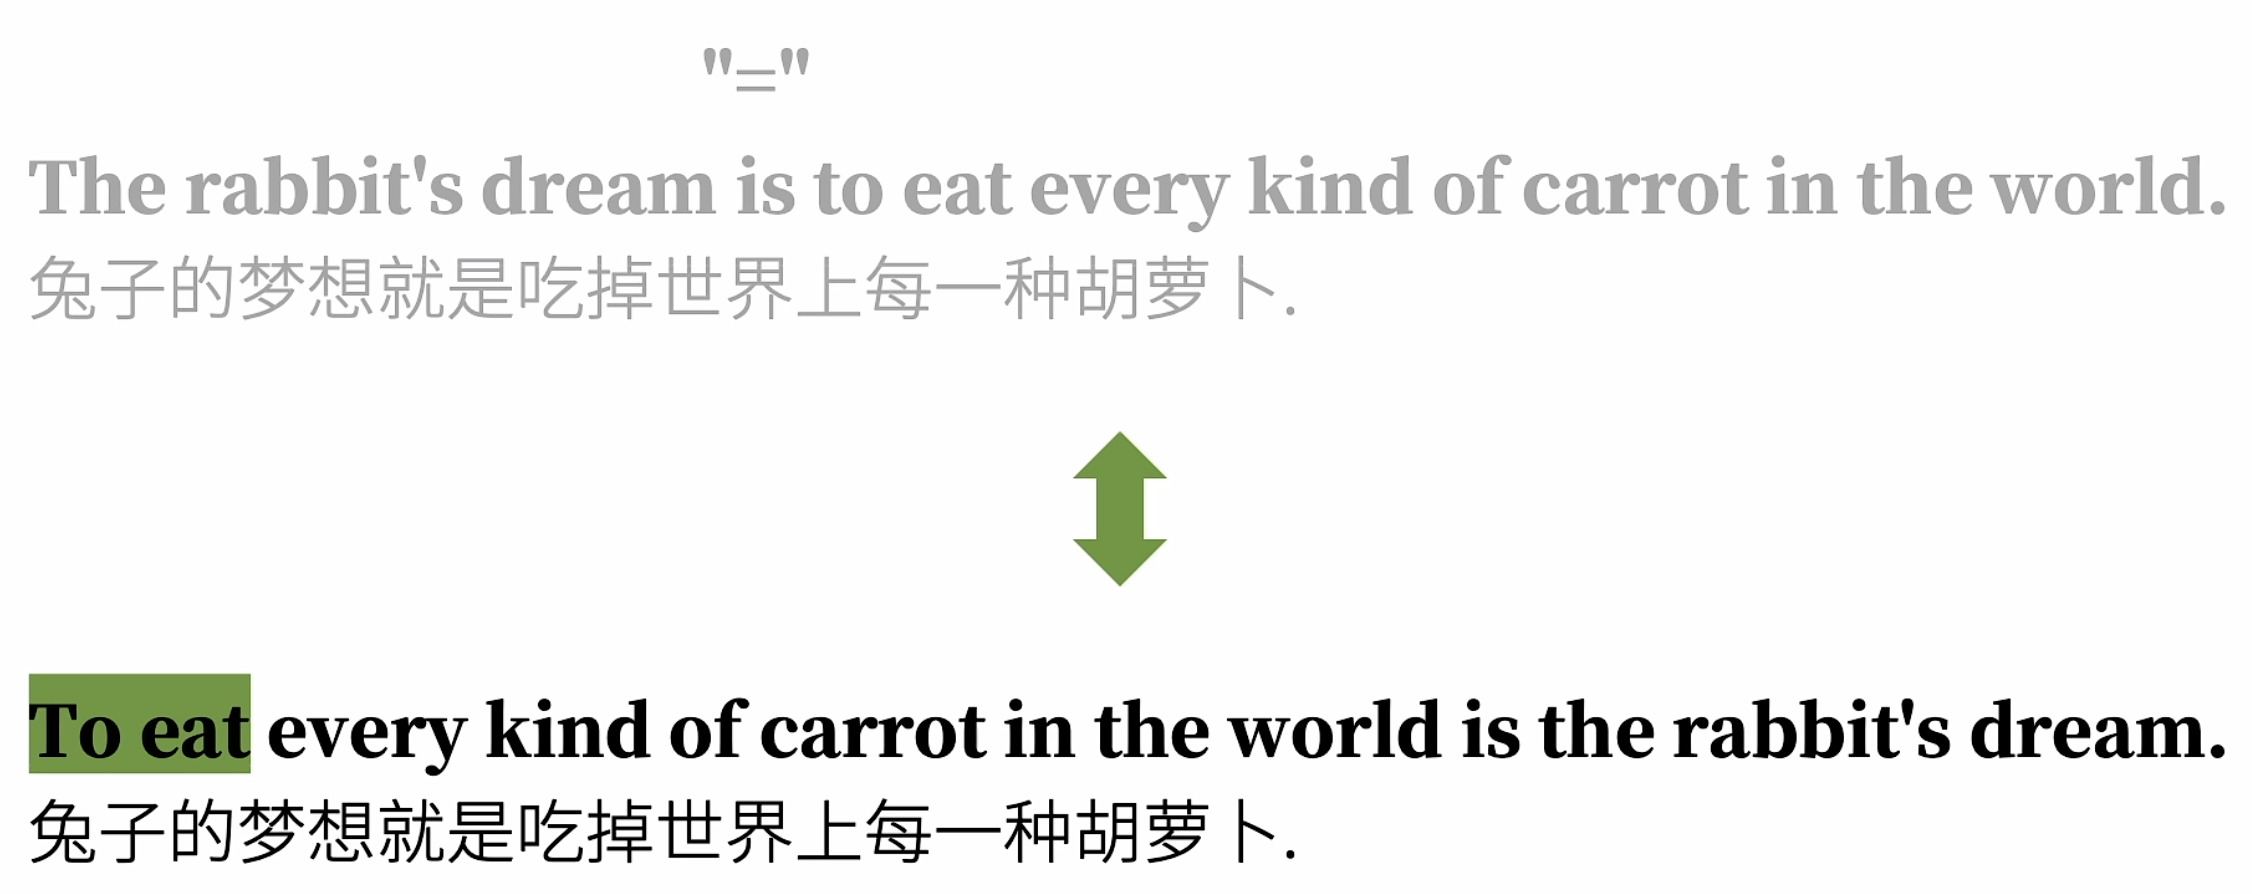 "="
The rabbit's dream is to eat every kind of carrot in the world.
兔子的梦想就是吃掉世界上每一种胡萝卜.
To eat every kind of carrot in the world is the rabbit's dream.
兔子的梦想就是吃掉世界上每一种胡萝卜.